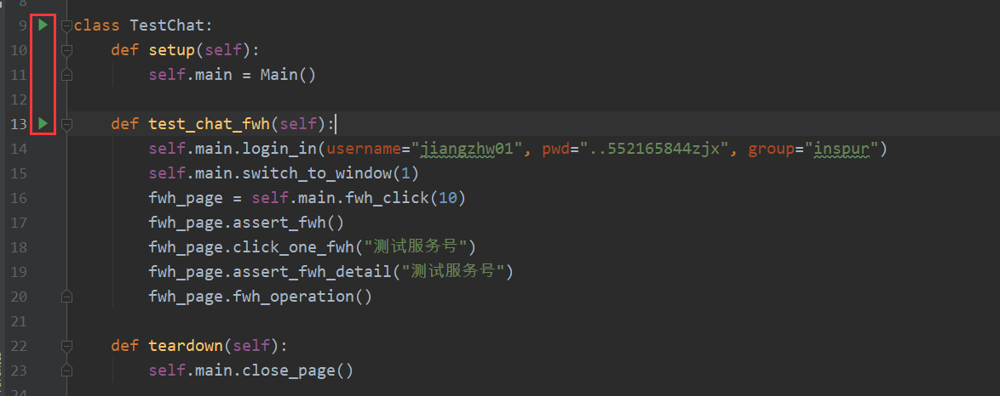 8
9 class TestChat:
10 def setup(self):
11 self.main = Main()
12
13 def test_chat_fwh(self):
14 self.main.login_in(username="jiangzhw01", pwd="..552165844zjx", group="inspur")
15 self.main.switch_to_window(1)
16 fwh_page = self.main.fwh_click(10)
17 fwh_page.assert_fwh()
18 fwh_page.click_one_fwh("测试服务号")
19 fwh_page.assert_fwh_detail("测试服务号")
20 fwh_page.fwh_operation()
21
22 def teardown(self):
23 self.main.close_page()
24